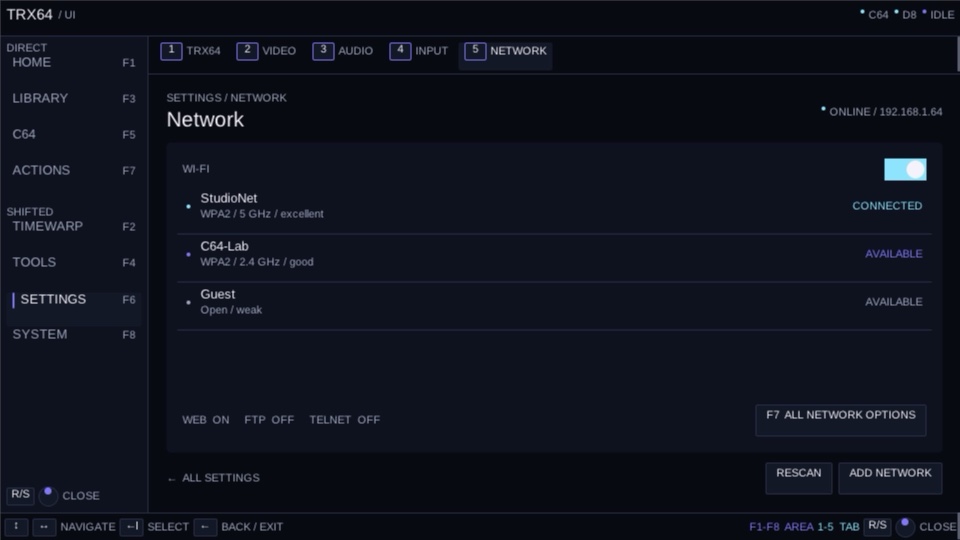 TRX64 / UI
C64 D8 IDLE
DIRECT
HOME F1
LIBRARY F3
C64 F5
ACTIONS F7
SHIFTED
TIMEWARP F2
TOOLS F4
SETTINGS F6
SYSTEM F8
R/S CLOSE
1 TRX64 2 VIDEO 3 AUDIO 4 INPUT 5 NETWORK
SETTINGS / NETWORK
Network
ONLINE / 192.168.1.64
WI-FI
StudioNet
WPA2 / 5 GHz / excellent
CONNECTED
C64-Lab
WPA2 / 2.4 GHz / good
AVAILABLE
Guest
Open / weak
AVAILABLE
WEB ON FTP OFF TELNET OFF
F7 ALL NETWORK OPTIONS
← ALL SETTINGS
RESCAN ADD NETWORK
↕ ↔ NAVIGATE ←I SELECT ← BACK / EXIT
F1-F8 AREA 1-5 TAB R/S CLOSE